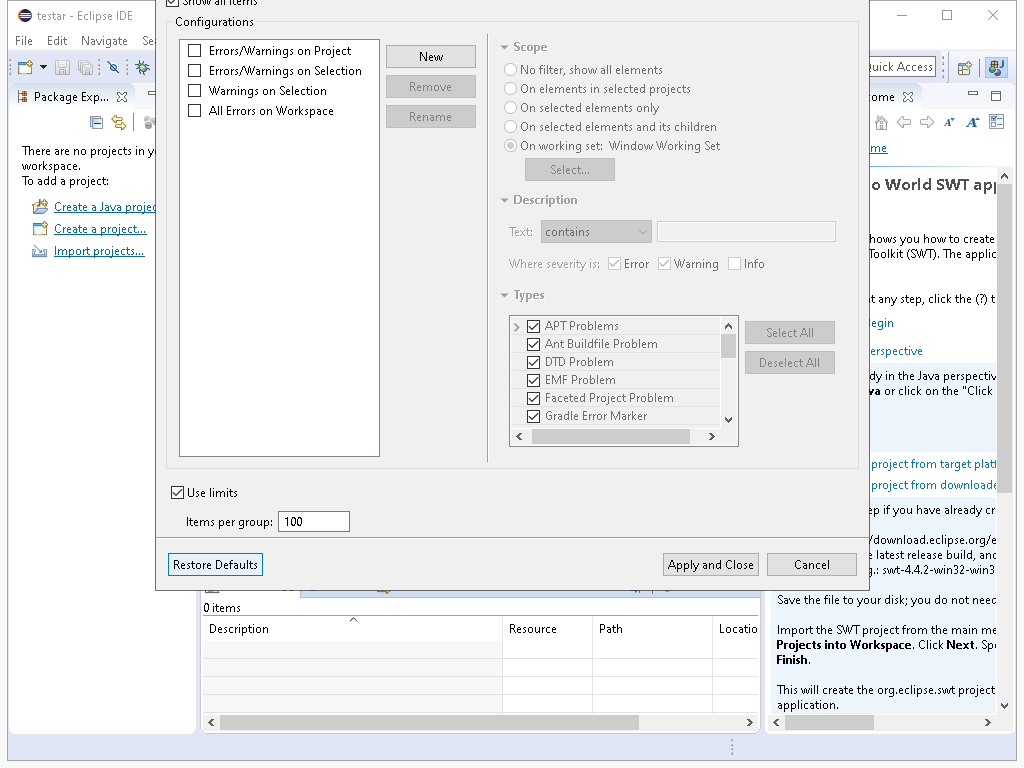 Show all items
testar - Eclipse IDE
Configurations
File Edit Navigate Se
Errors/Warnings on Project
Errors/Warnings on Selection
Warnings on Selection
All Errors on Workspace
New
Remove
Rename
Scope
No filter, show all elements
On elements in selected projects
On selected elements only
On selected elements and its children
On working set: Window Working Set
Select...
Description
Text: contains
Where severity is: Error Warning Info
Types
APT Problems
Ant Buildfile Problem
DTD Problem
EMF Problem
Faceted Project Problem
Gradle Error Marker
Select All
Deselect All
Use limits
Items per group: 100
Restore Defaults
Apply and Close
Cancel
Quick Access
Package Exp...
There are no projects in y
workspace.
To add a project:
Create a Java projec
Create a project...
Import projects...
ome
me
o World SWT app
hows you how to create
Toolkit (SWT). The applic
t any step, click the (?) t
egin
erspective
dy in the Java perspectiv
va or click on the "Click
project from target platf
project from downloade
ep if you have already cr
/download.eclipse.org/e
e latest release build, and
g.: swt-4.4.2-win32-win3
Save the file to your disk; you do not need
Import the SWT project from the main me
Projects into Workspace. Click Next. Spe
Finish.
This will create the org.eclipse.swt project
application.
0 items
Description Resource Path Locatio